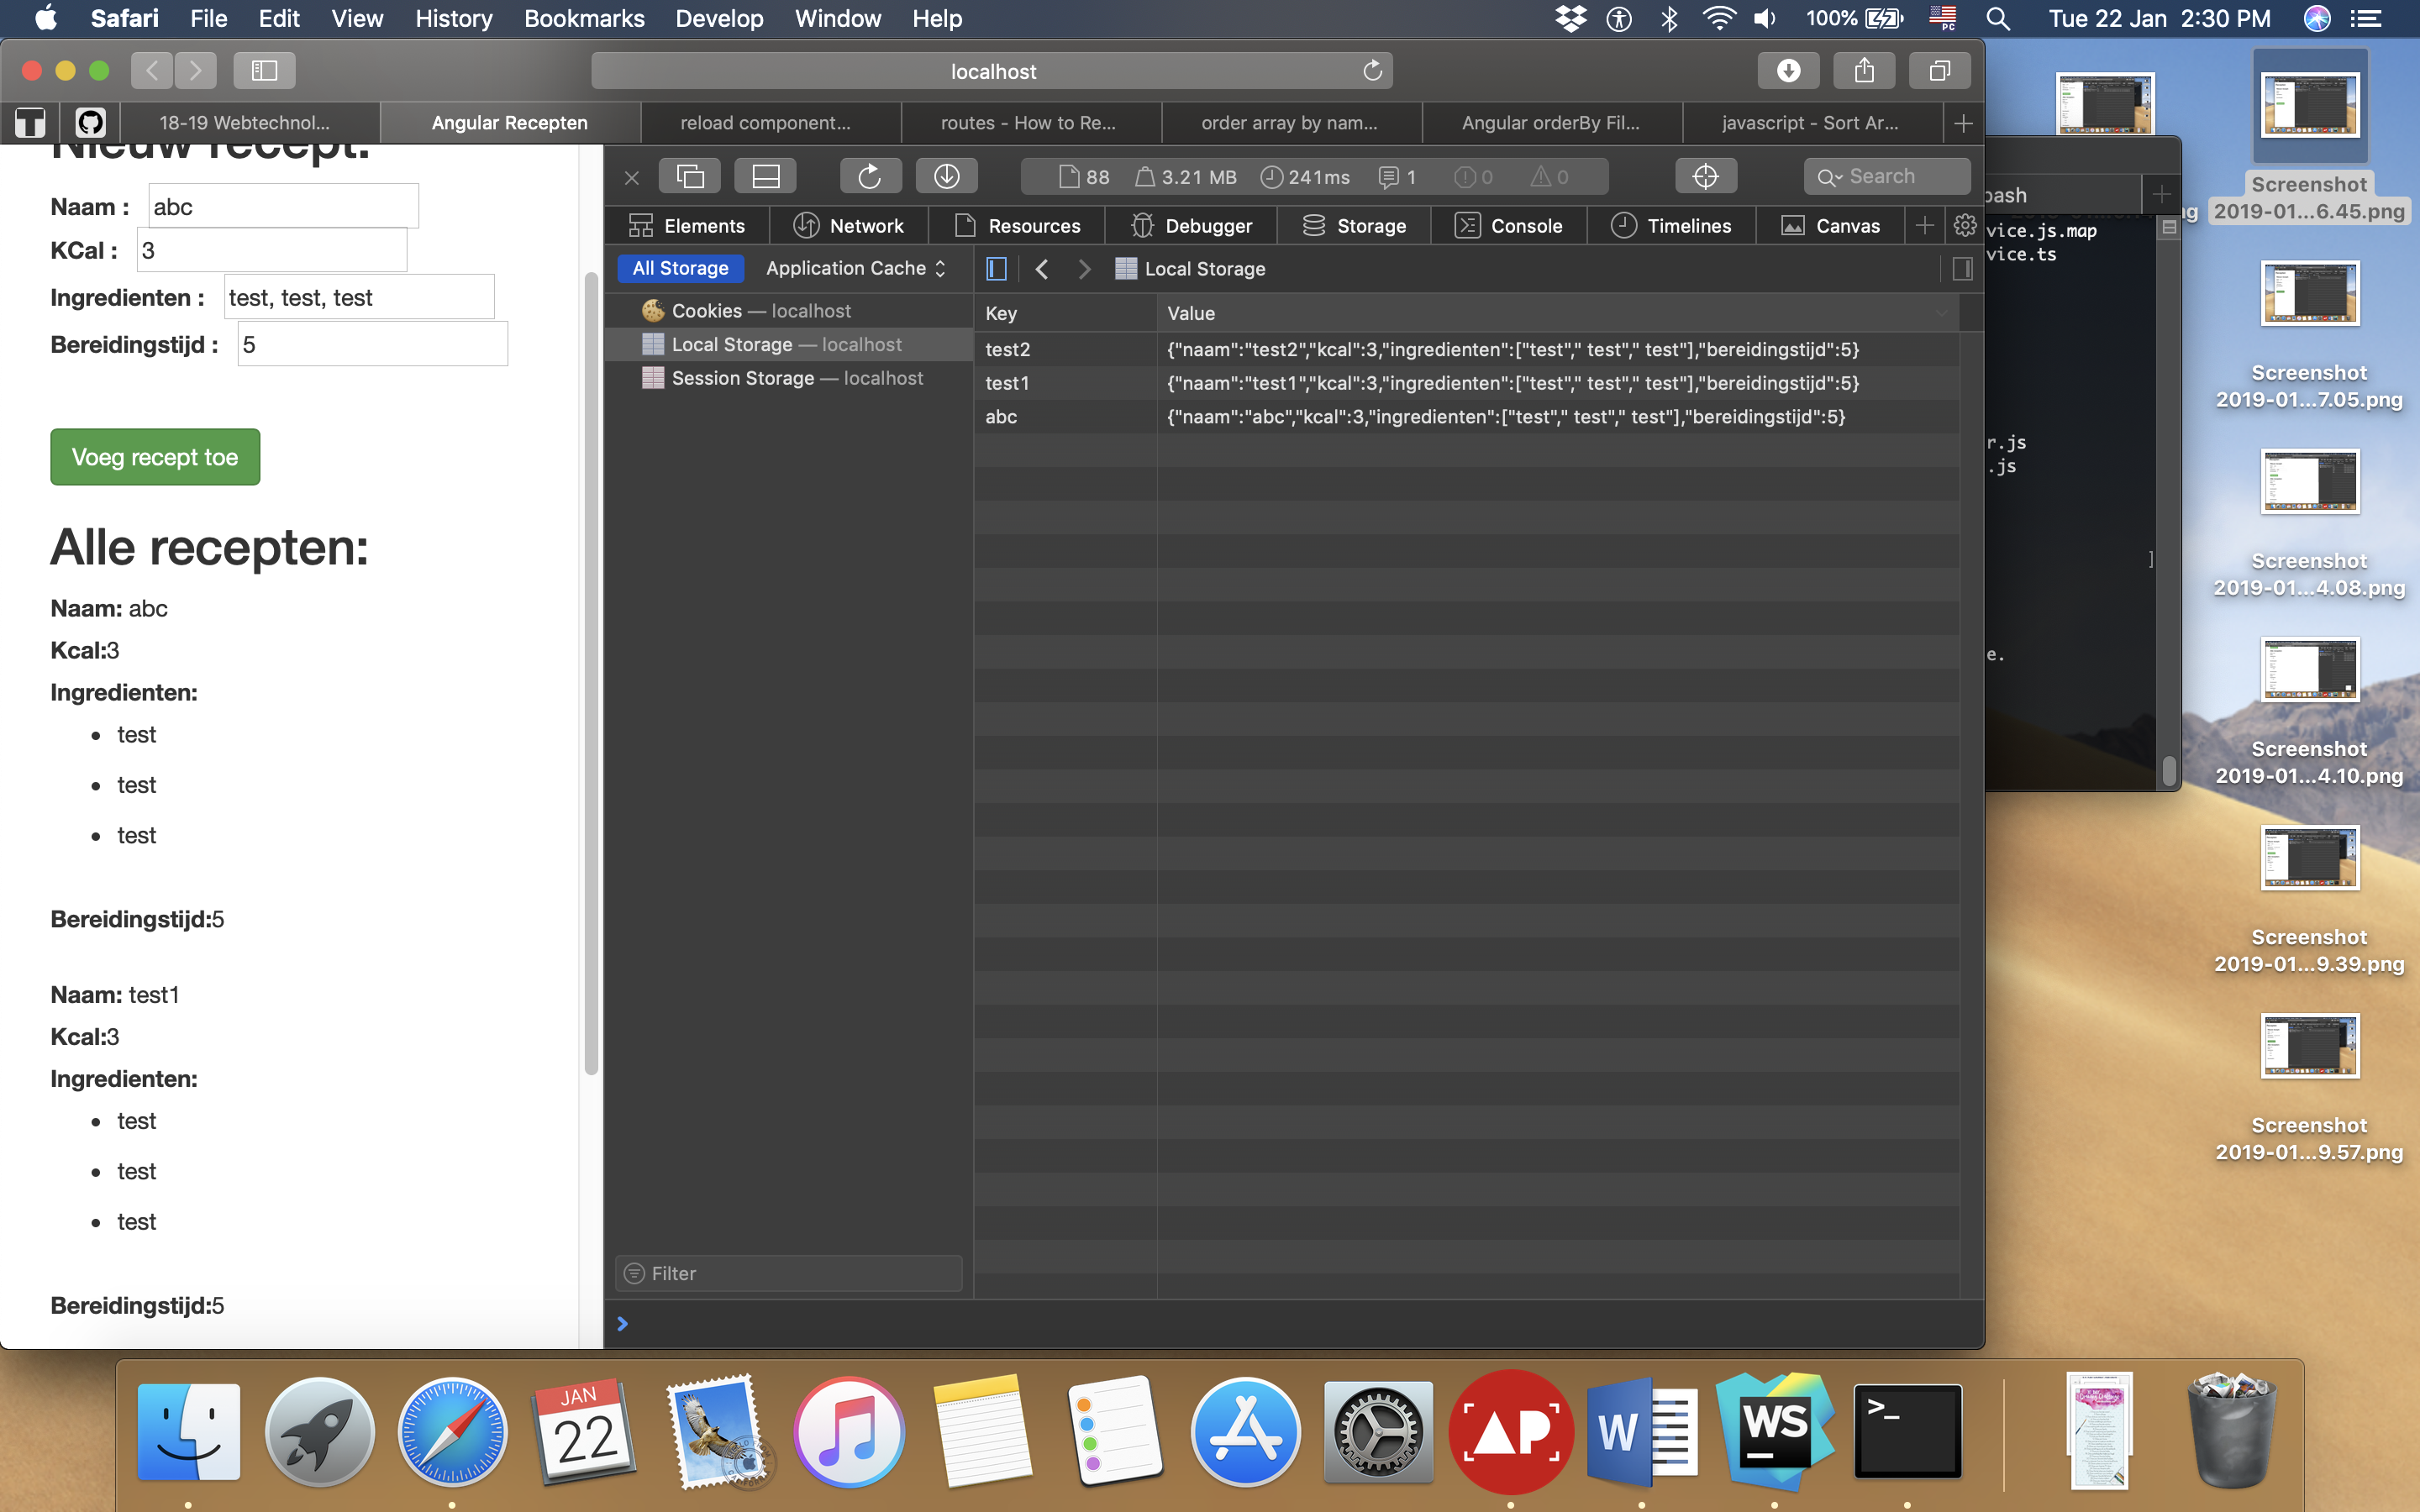 Safari File Edit View History Bookmarks Develop Window Help 100% PC Tue 22 Jan 2:30 PM
localhost
18-19 Webtechnol... Angular Recepten reload component... routes - How to Re... order array by nam... Angular orderBy Fil... javascript - Sort Ar...
Nieuw recept:
Naam : abc
KCal : 3
Ingredienten : test, test, test
Bereidingstijd : 5
Voeg recept toe
Alle recepten:
Naam: abc
Kcal:3
Ingredienten:
test
test
test
Bereidingstijd:5
Naam: test1
Kcal:3
Ingredienten:
test
test
test
Bereidingstijd:5
88 3.21 MB 241ms 1 0 0 Search
Elements Network Resources Debugger Storage Console Timelines Canvas
All Storage Application Cache Local Storage
Cookies — localhost
Local Storage — localhost
Session Storage — localhost
Key Value
test2 {"naam":"test2","kcal":3,"ingredienten":["test"," test"," test"],"bereidingstijd":5}
test1 {"naam":"test1","kcal":3,"ingredienten":["test"," test"," test"],"bereidingstijd":5}
abc {"naam":"abc","kcal":3,"ingredienten":["test"," test"," test"],"bereidingstijd":5}
Filter
bash
vice.js.map
vice.ts
r.js
.js
]
e.
ng
Screenshot
2019-01...6.45.png
Screenshot
2019-01...7.05.png
Screenshot
2019-01...4.08.png
Screenshot
2019-01...4.10.png
Screenshot
2019-01...9.39.png
Screenshot
2019-01...9.57.png
JAN
22
AP
W
WS
>_